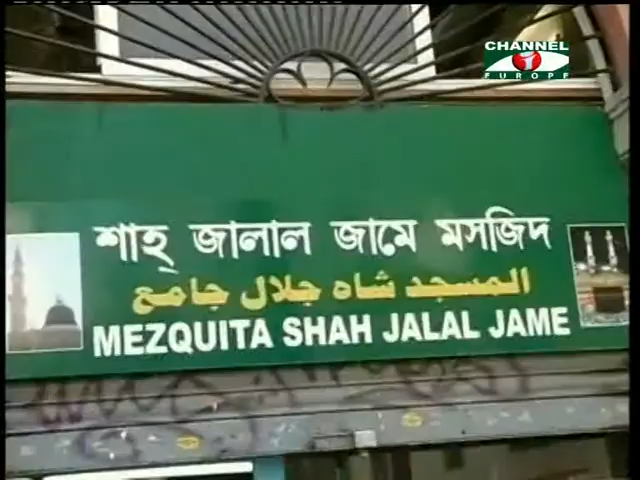 CHANNEL
i
EUROPE
শাহ্ জালাল জামে মসজিদ
المسجد شاه جلال جامع
MEZQUITA SHAH JALAL JAME